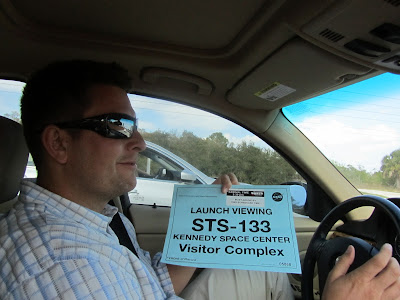 LAUNCH VIEWING
STS-133
KENNEDY SPACE CENTER
Visitor Complex